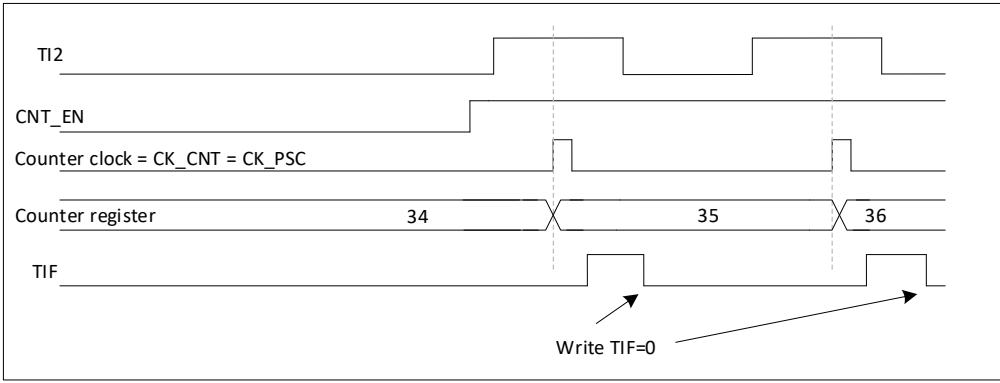 TI2
CNT_EN
Counter clock = CK_CNT = CK_PSC
Counter register 34 35 36
TIF
Write TIF=0